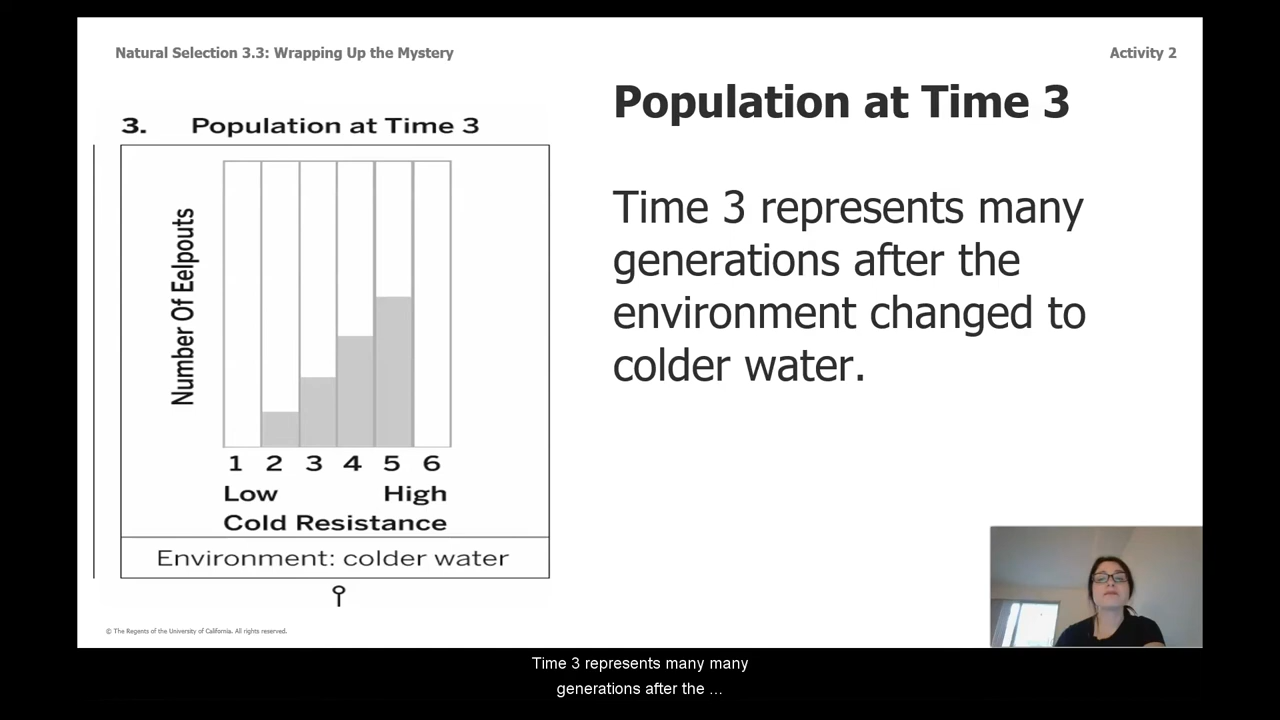 Natural Selection 3.3: Wrapping Up the Mystery
Activity 2
3. Population at Time 3
Number Of Eelpouts
1 2 3 4 5 6
Low High
Cold Resistance
Environment: colder water
Population at Time 3
Time 3 represents many
generations after the
environment changed to
colder water.
© The Regents of the University of California. All rights reserved.
Time 3 represents many many
generations after the ...